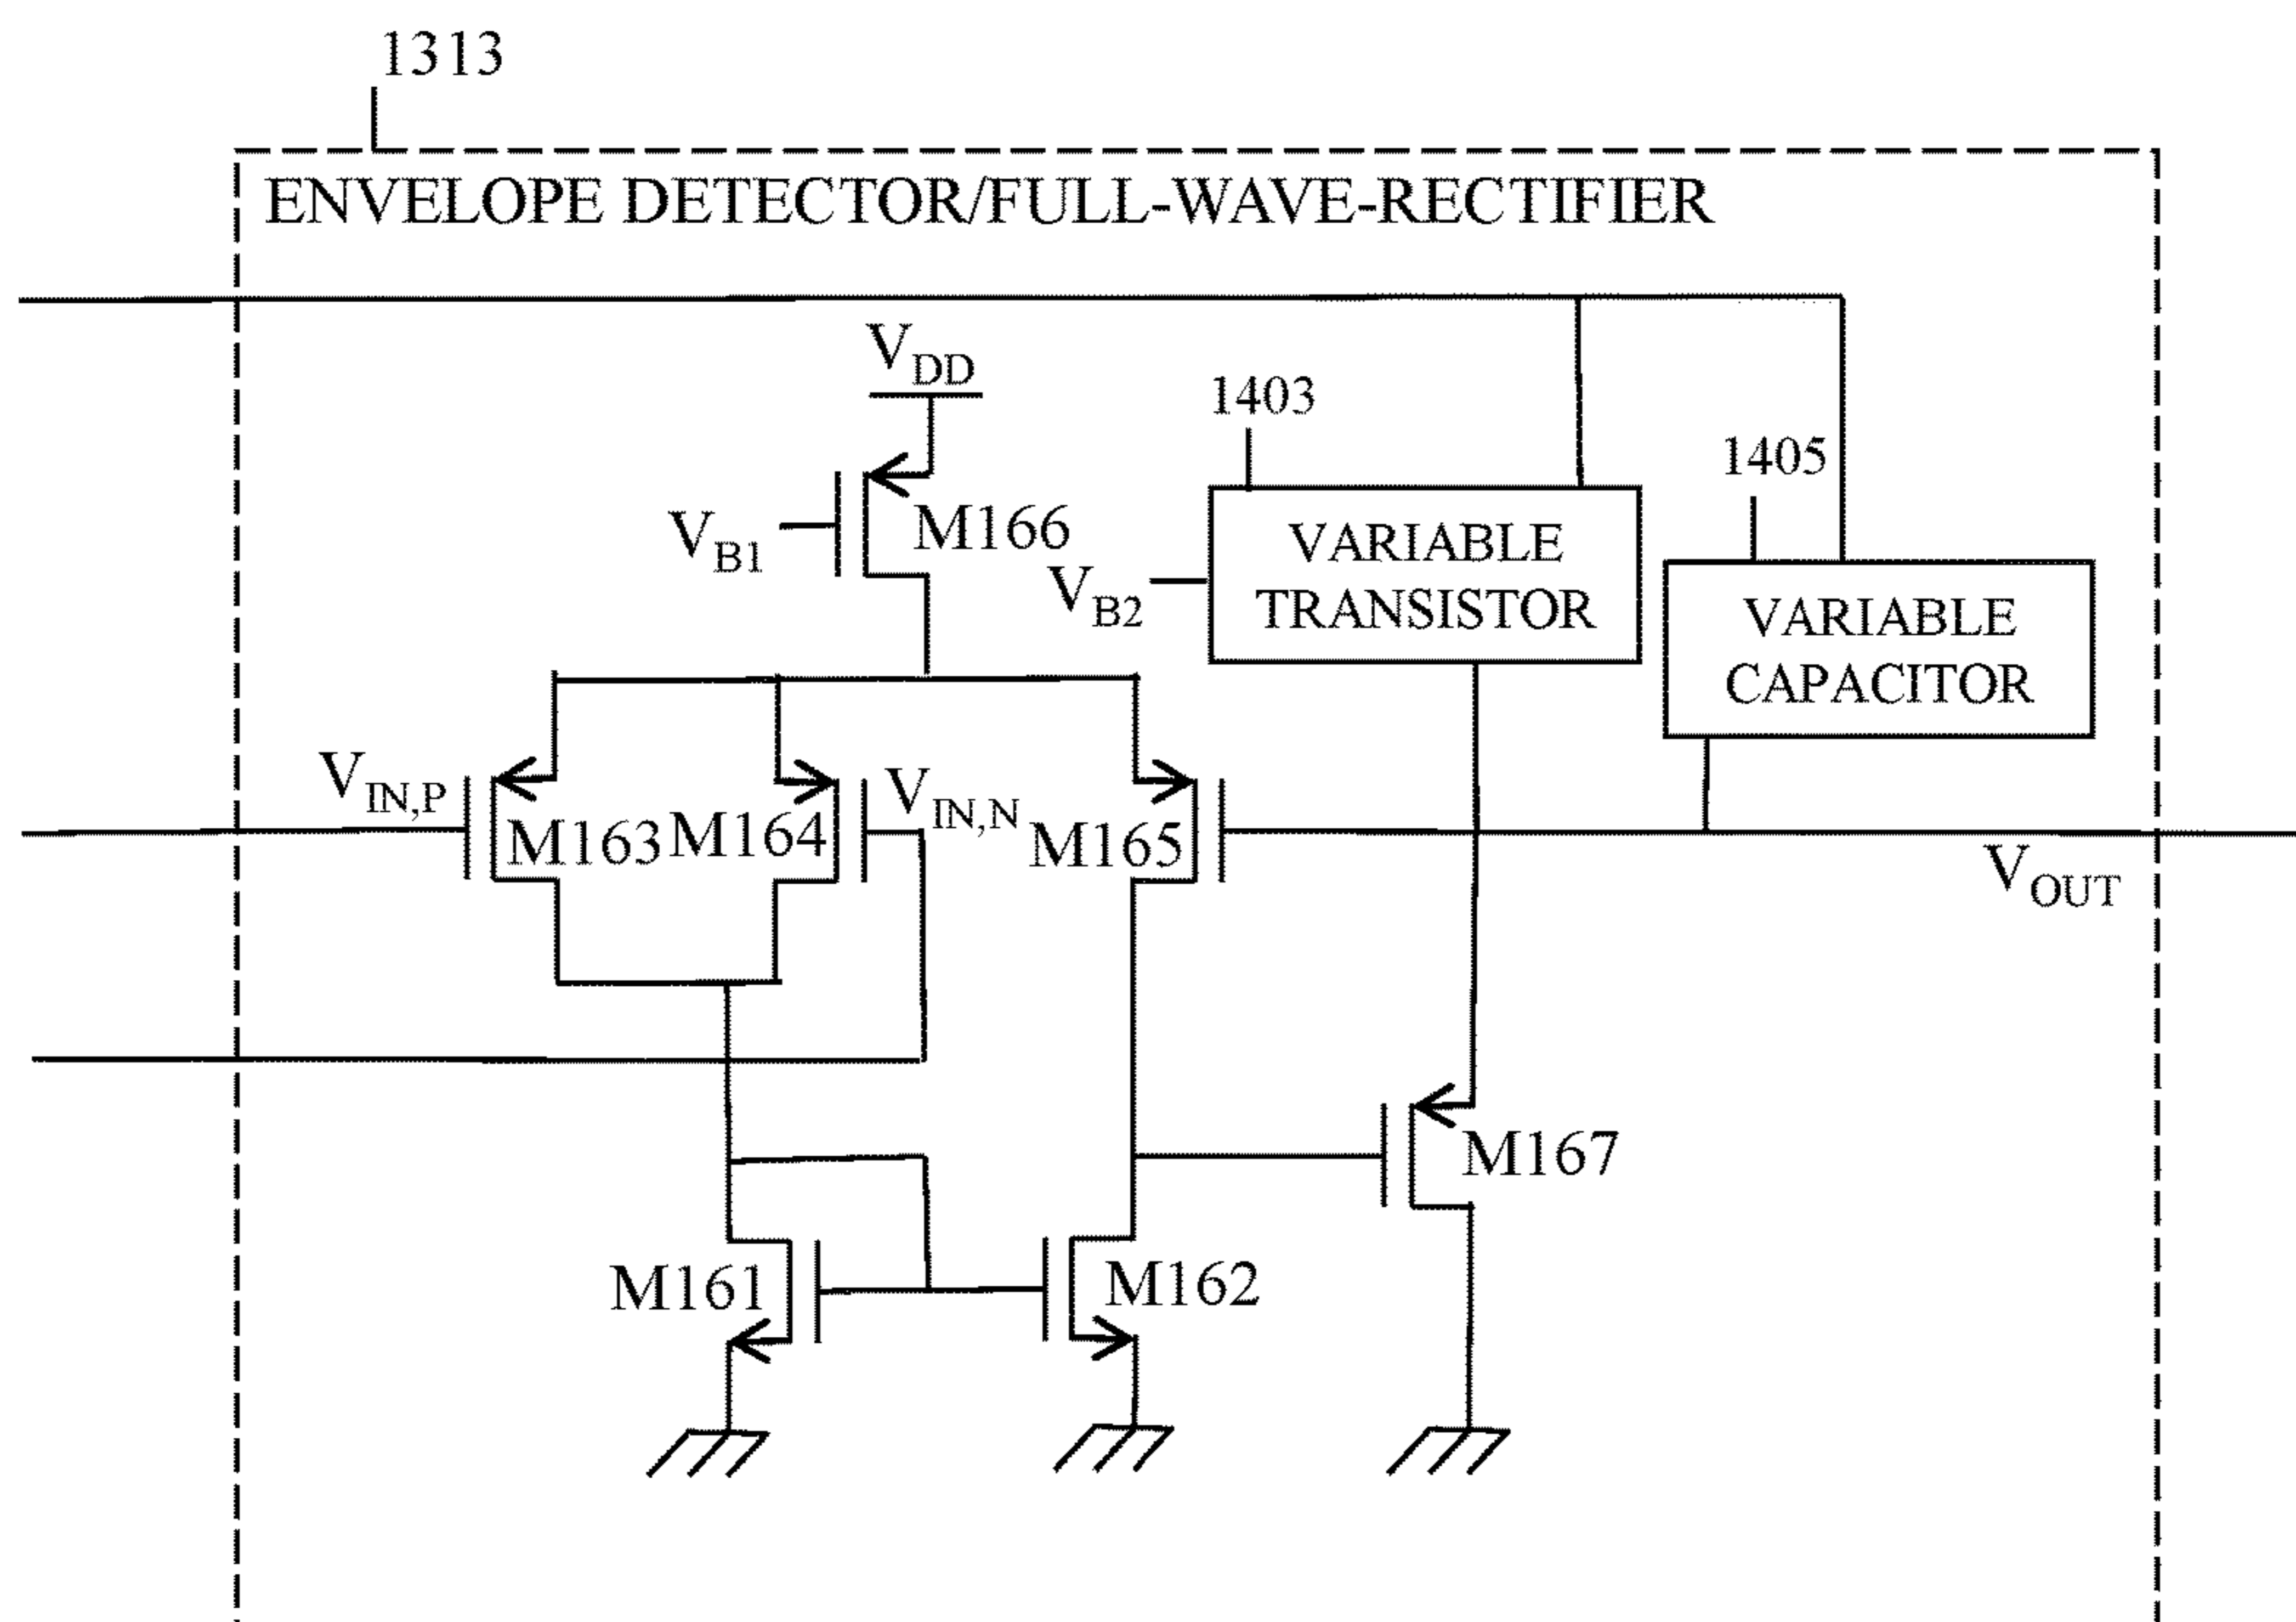 1313
ENVELOPE DETECTOR/FULL-WAVE-RECTIFIER
VDD
1403
1405
VB1
M166
VB2
VARIABLE
TRANSISTOR
VARIABLE
CAPACITOR
VIN,P
M163
M164
VIN,N
M165
VOUT
M167
M161
M162